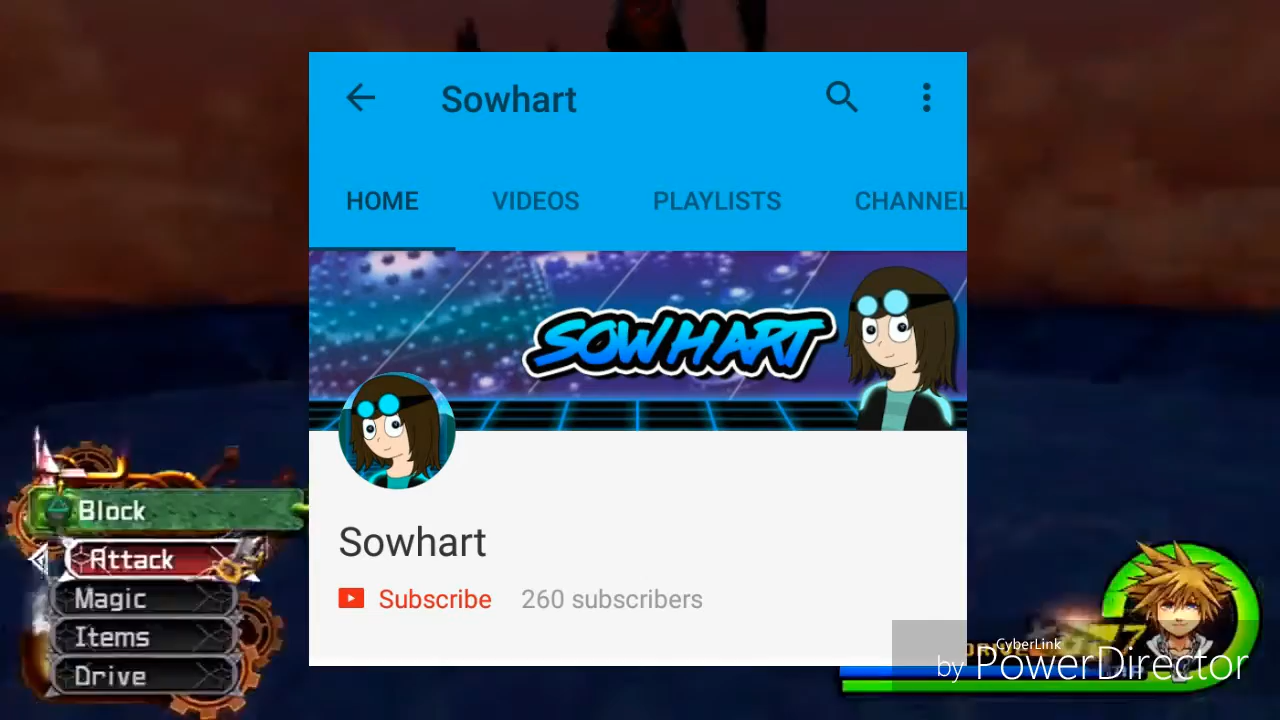 Sowhart
HOME VIDEOS PLAYLISTS CHANNEL
SOWHART
Block
Attack
Magic
Items
Drive
Sowhart
Subscribe 260 subscribers
CyberLink
by PowerDirector